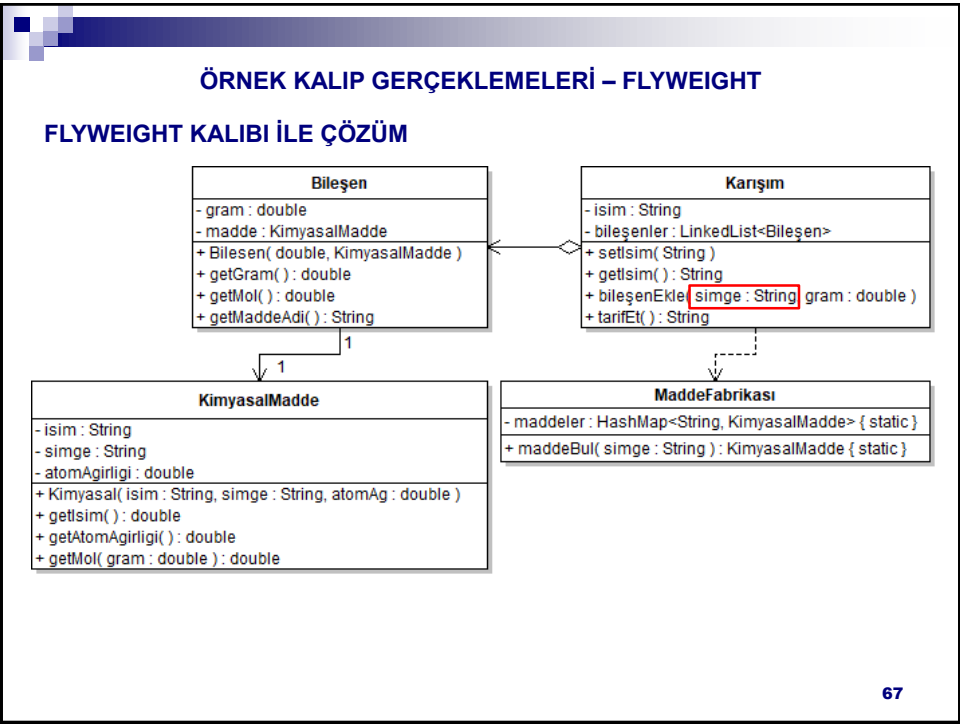 ÖRNEK KALIP GERÇEKLEMELERİ – FLYWEIGHT
FLYWEIGHT KALIBI İLE ÇÖZÜM
Bileşen
- gram : double
- madde : KimyasalMadde
+ Bilesen( double, KimyasalMadde )
+ getGram( ) : double
+ getMol( ) : double
+ getMaddeAdi( ) : String
Karışım
- isim : String
- bileşenler : LinkedList<Bileşen>
+ setIsim( String )
+ getIsim( ) : String
+ bileşenEkle( simge : String, gram : double )
+ tarifEt( ) : String
1
1
KimyasalMadde
- isim : String
- simge : String
- atomAgirligi : double
+ Kimyasal( isim : String, simge : String, atomAg : double )
+ getIsim( ) : double
+ getAtomAgirligi( ) : double
+ getMol( gram : double ) : double
MaddeFabrikası
- maddeler : HashMap<String, KimyasalMadde> { static }
+ maddeBul( simge : String ) : KimyasalMadde { static }
67